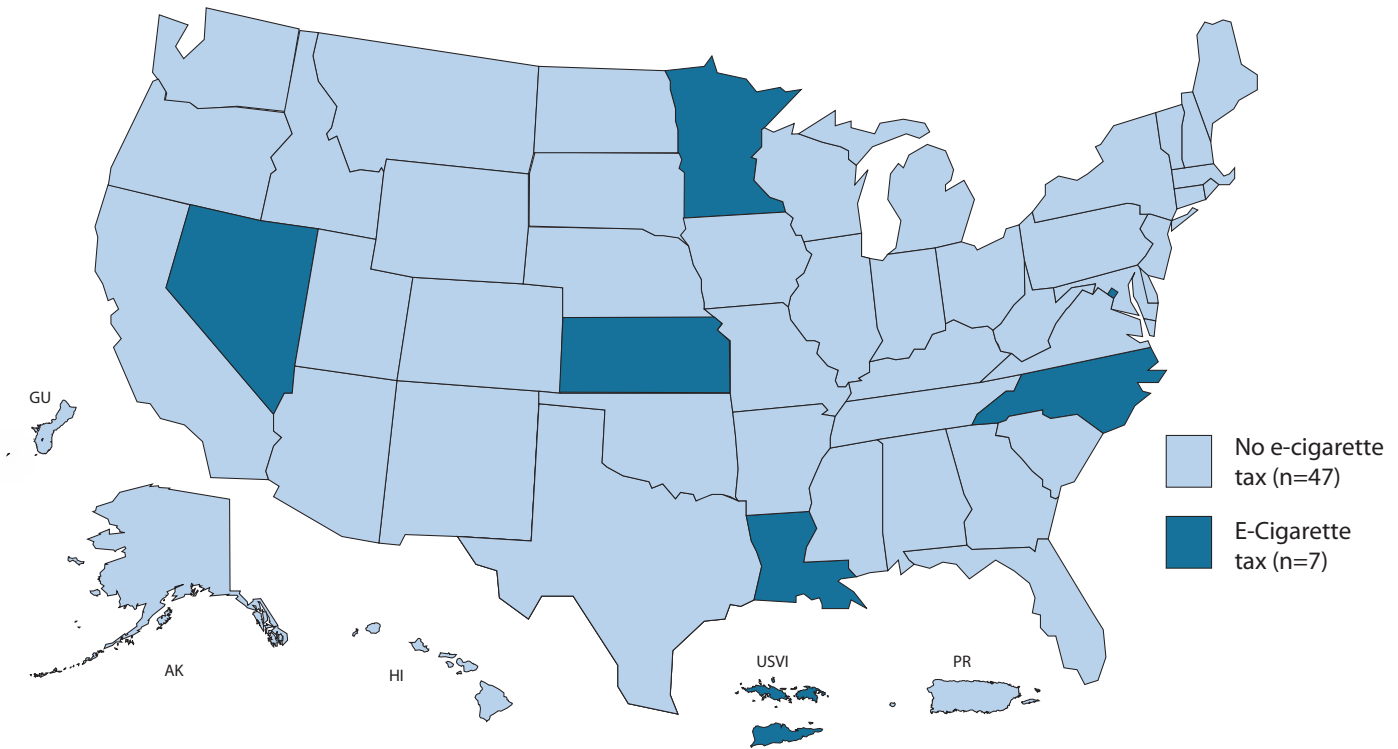 GU
No e-cigarette
tax (n=47)
E-Cigarette
tax (n=7)
AK
HI
USVI
PR